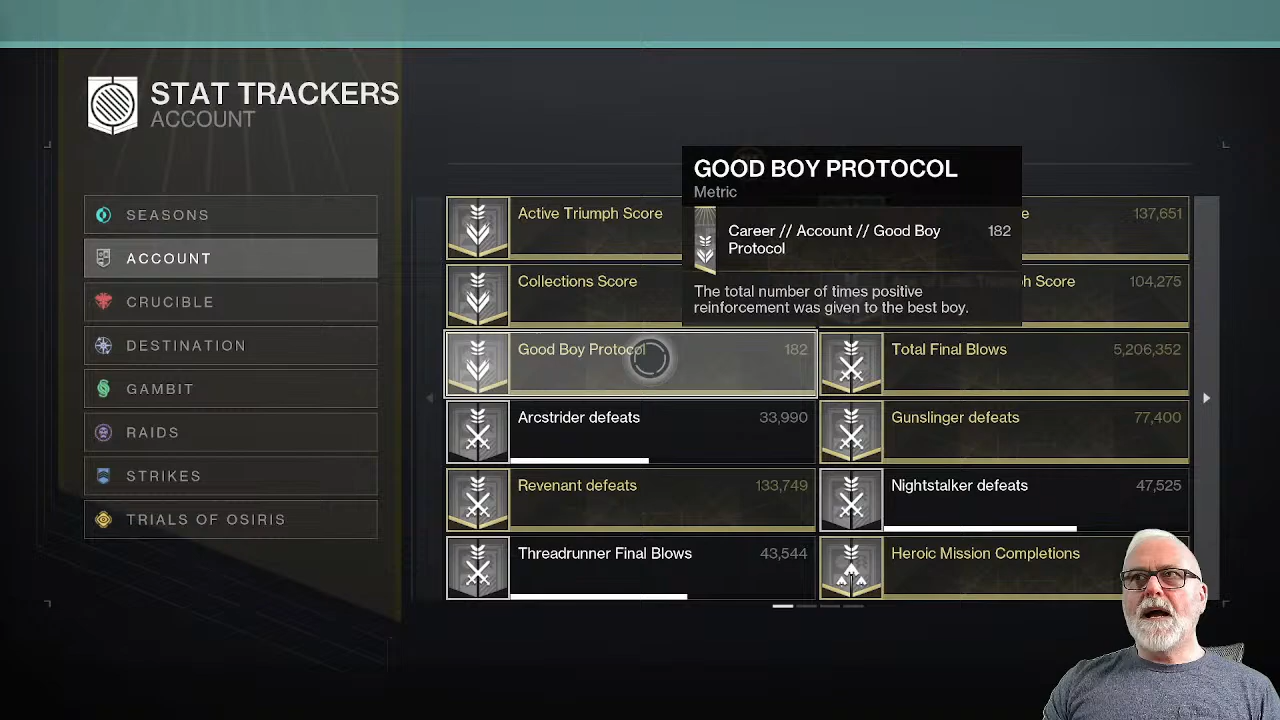 STAT TRACKERS
ACCOUNT
SEASONS
ACCOUNT
CRUCIBLE
DESTINATION
GAMBIT
RAIDS
STRIKES
TRIALS OF OSIRIS
GOOD BOY PROTOCOL
Metric
Career // Account // Good Boy 182
Protocol
The total number of times positive
reinforcement was given to the best boy.
Active Triumph Score
137,651
Collections Score
Score 104,275
Good Boy Protocol 182
Total Final Blows 5,206,352
Arcstrider defeats 33,990
Gunslinger defeats 77,400
Revenant defeats 133,749
Nightstalker defeats 47,525
Threadrunner Final Blows 43,544
Heroic Mission Completions